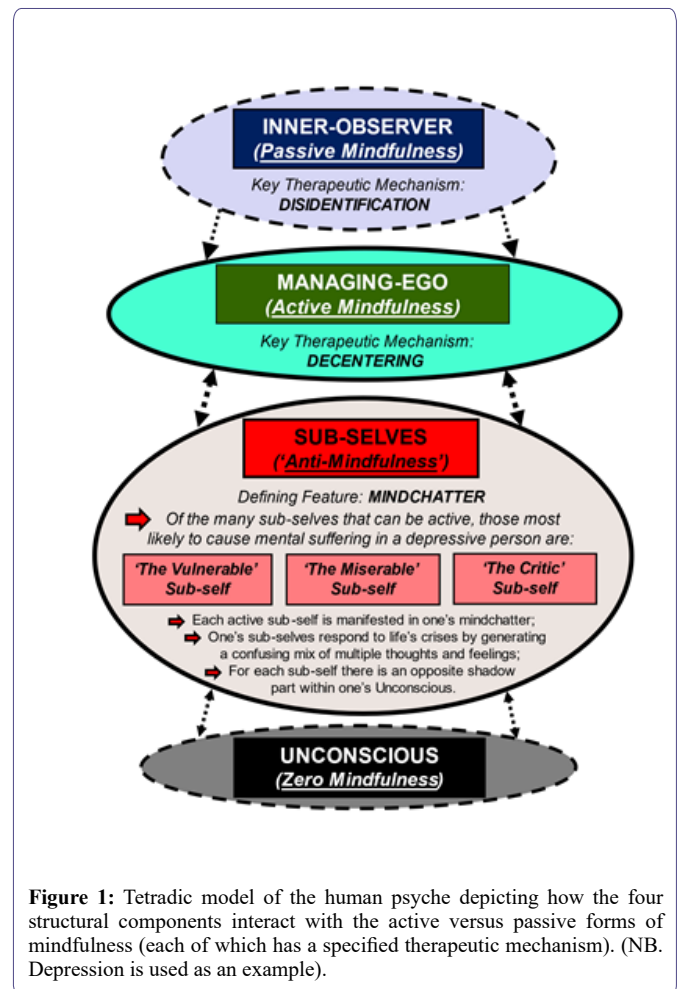 INNER-OBSERVER
(Passive Mindfulness)
Key Therapeutic Mechanism:
DISIDENTIFICATION
MANAGING-EGO
(Active Mindfulness)
Key Therapeutic Mechanism:
DECENTERING
SUB-SELVES
('Anti-Mindfulness')
Defining Feature: MINDCHATTER
Of the many sub-selves that can be active, those most
likely to cause mental suffering in a depressive person are:
'The Vulnerable'
Sub-self
'The Miserable'
Sub-self
'The Critic'
Sub-self
Each active sub-self is manifested in one's mindchatter;
One's sub-selves respond to life's crises by generating
a confusing mix of multiple thoughts and feelings;
For each sub-self there is an opposite shadow
part within one's Unconscious.
UNCONSCIOUS
(Zero Mindfulness)
Figure 1: Tetradic model of the human psyche depicting how the four
structural components interact with the active versus passive forms of
mindfulness (each of which has a specified therapeutic mechanism). (NB.
Depression is used as an example).